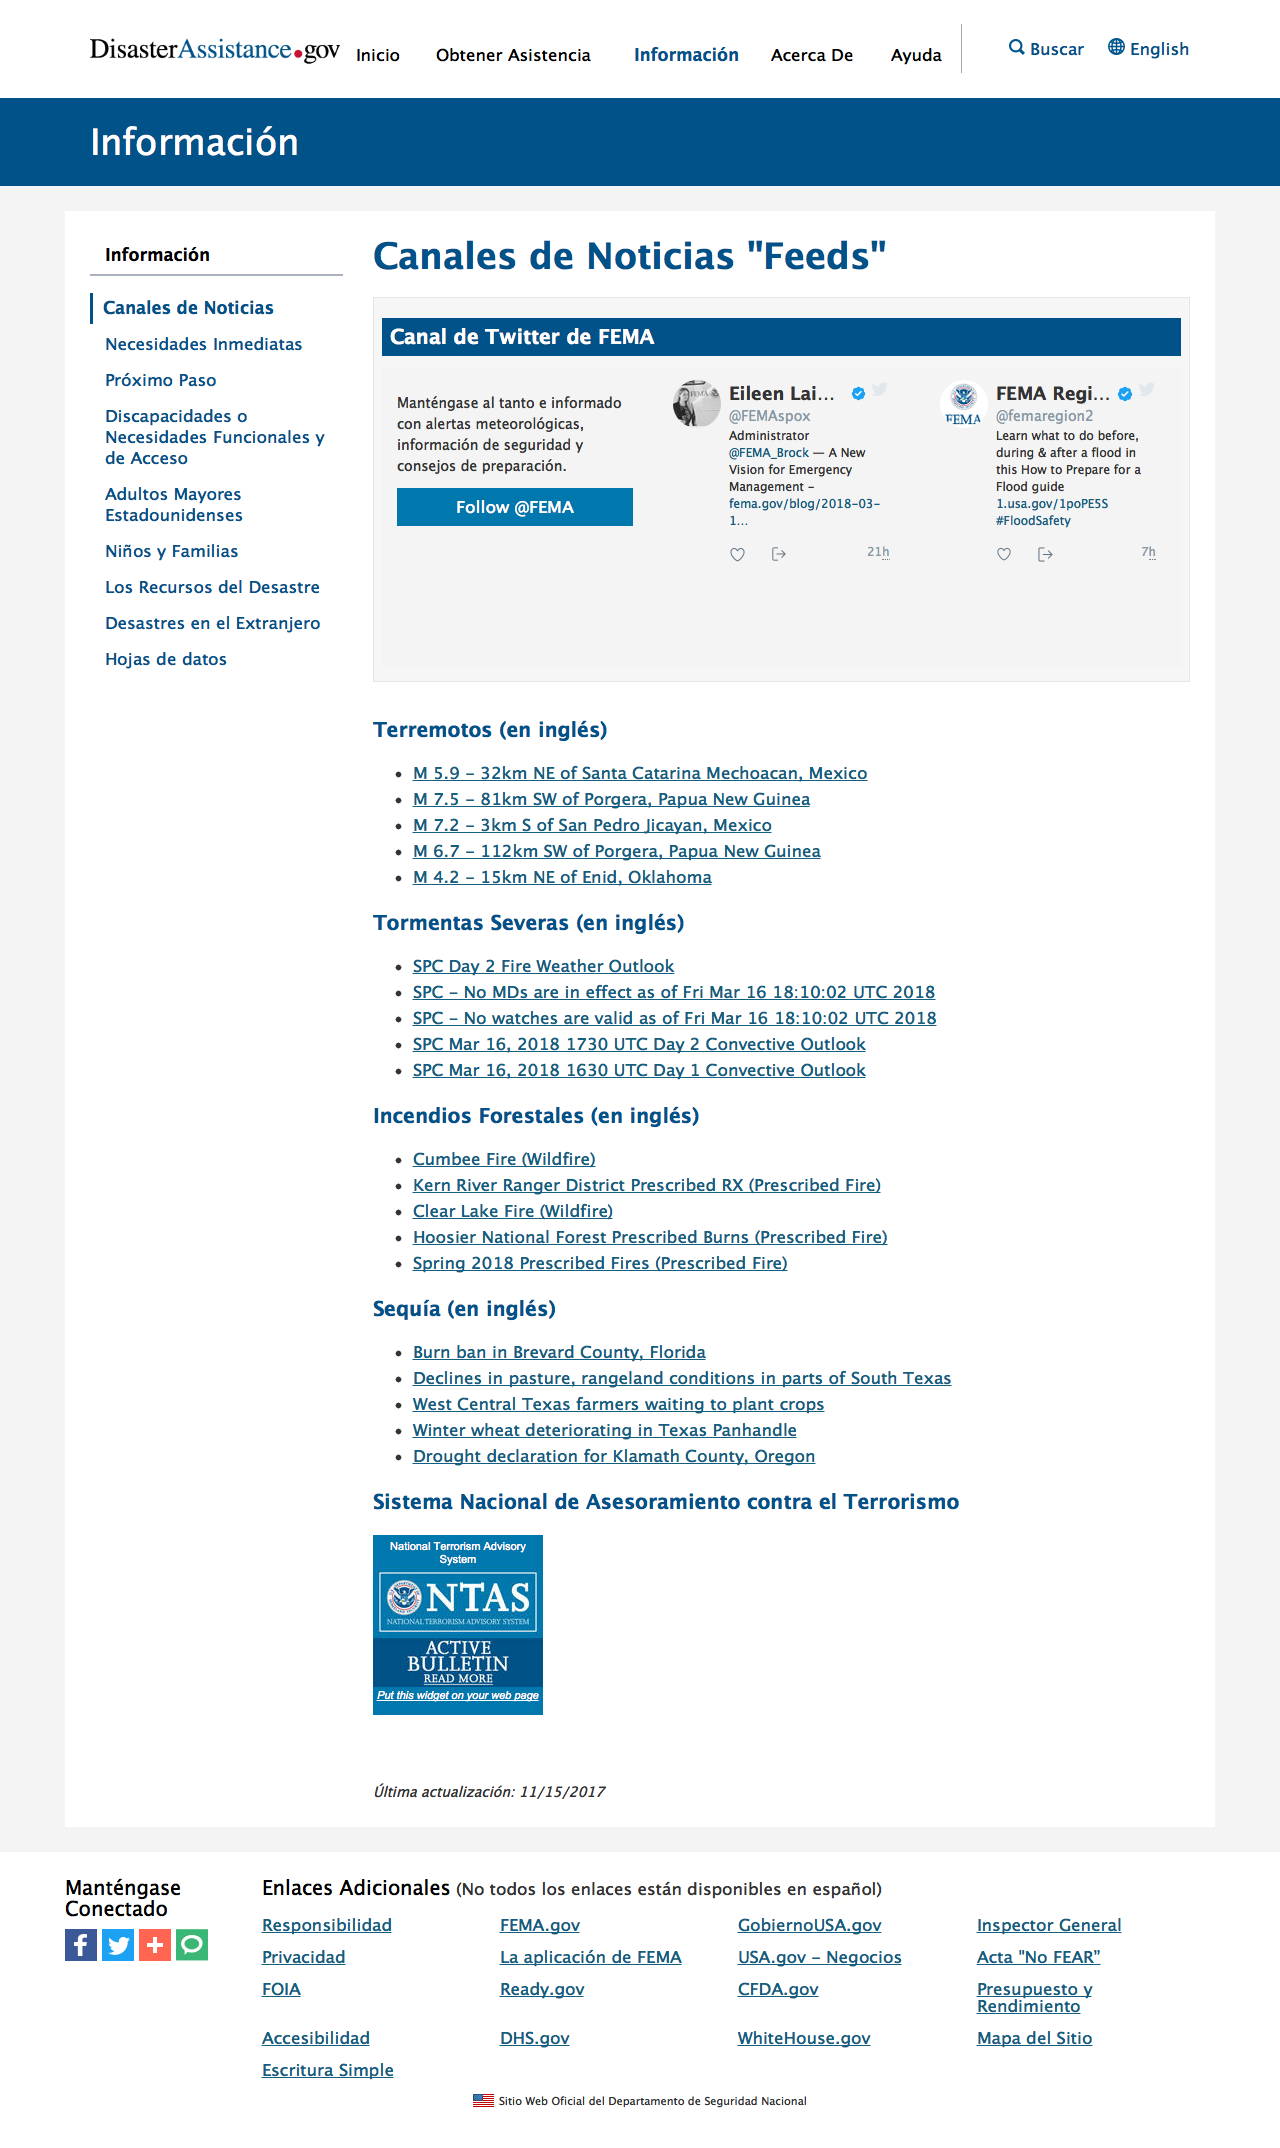 DisasterAssistance.gov
Inicio Obtener Asistencia Información Acerca De Ayuda Buscar English
Información
Información
Canales de Noticias
Necesidades Inmediatas
Próximo Paso
Discapacidades o
Necesidades Funcionales y
de Acceso
Adultos Mayores
Estadounidenses
Niños y Familias
Los Recursos del Desastre
Desastres en el Extranjero
Hojas de datos
Canales de Noticias "Feeds"
Canal de Twitter de FEMA
Manténgase al tanto e informado
con alertas meteorológicas,
información de seguridad y
consejos de preparación.
Follow @FEMA
Eileen Lai...
@FEMAspox
Administrator
@FEMA_Brock — A New
Vision for Emergency
Management -
fema.gov/blog/2018-03-
1...
21h
FEMA
FEMA Regi...
@femaregion2
Learn what to do before,
during & after a flood in
this How to Prepare for a
Flood guide
1.usa.gov/1poPE5S
#FloodSafety
7h
Terremotos (en inglés)
• M 5.9 - 32km NE of Santa Catarina Mechoacan, Mexico
• M 7.5 - 81km SW of Porgera, Papua New Guinea
• M 7.2 - 3km S of San Pedro Jicayan, Mexico
• M 6.7 - 112km SW of Porgera, Papua New Guinea
• M 4.2 - 15km NE of Enid, Oklahoma
Tormentas Severas (en inglés)
• SPC Day 2 Fire Weather Outlook
• SPC - No MDs are in effect as of Fri Mar 16 18:10:02 UTC 2018
• SPC - No watches are valid as of Fri Mar 16 18:10:02 UTC 2018
• SPC Mar 16, 2018 1730 UTC Day 2 Convective Outlook
• SPC Mar 16, 2018 1630 UTC Day 1 Convective Outlook
Incendios Forestales (en inglés)
• Cumbee Fire (Wildfire)
• Kern River Ranger District Prescribed RX (Prescribed Fire)
• Clear Lake Fire (Wildfire)
• Hoosier National Forest Prescribed Burns (Prescribed Fire)
• Spring 2018 Prescribed Fires (Prescribed Fire)
Sequía (en inglés)
• Burn ban in Brevard County, Florida
• Declines in pasture, rangeland conditions in parts of South Texas
• West Central Texas farmers waiting to plant crops
• Winter wheat deteriorating in Texas Panhandle
• Drought declaration for Klamath County, Oregon
Sistema Nacional de Asesoramiento contra el Terrorismo
National Terrorism Advisory
System
NTAS
NATIONAL TERRORISM ADVISORY SYSTEM
ACTIVE
BULLETIN
READ MORE
Put this widget on your web page
Última actualización: 11/15/2017
Manténgase
Conectado
Enlaces Adicionales (No todos los enlaces están disponibles en español)
Responsibilidad FEMA.gov GobiernoUSA.gov Inspector General
Privacidad La aplicación de FEMA USA.gov - Negocios Acta "No FEAR”
FOIA Ready.gov CFDA.gov Presupuesto y
Rendimiento
Accesibilidad DHS.gov WhiteHouse.gov Mapa del Sitio
Escritura Simple
Sitio Web Oficial del Departamento de Seguridad Nacional